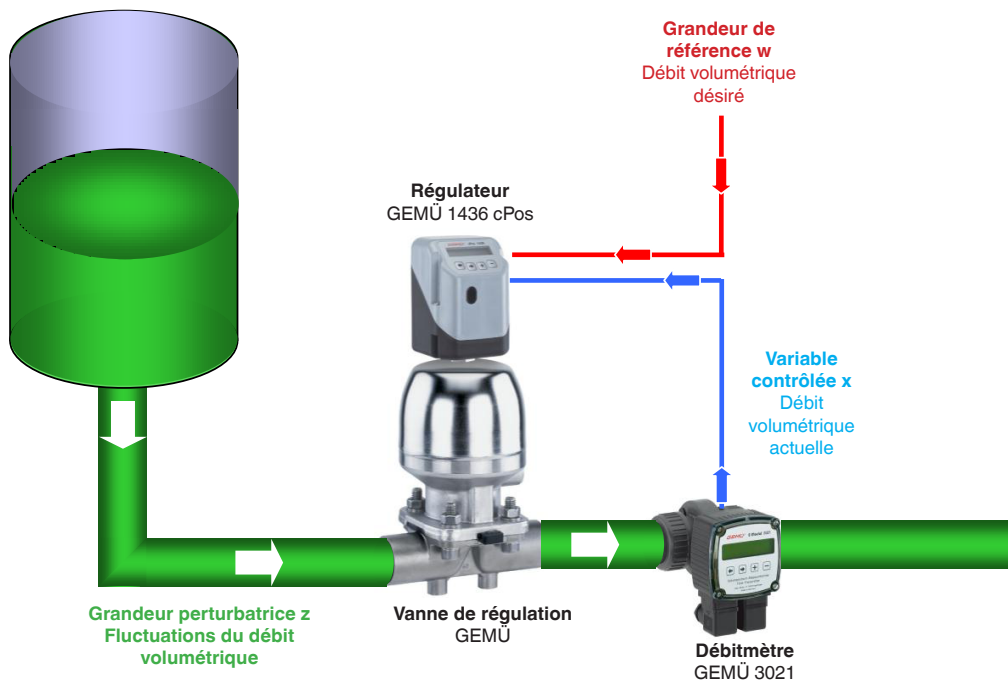 Grandeur de
référence w
Débit volumétrique
désiré
Régulateur
GEMÜ 1436 cPos
Variable
contrôlée x
Débit
volumétrique
actuelle
Grandeur perturbatrice z
Fluctuations du débit
volumétrique
Vanne de régulation
GEMÜ
Débitmètre
GEMÜ 3021